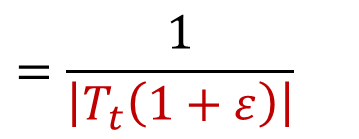 = 1 / |T_t(1 + ε)|